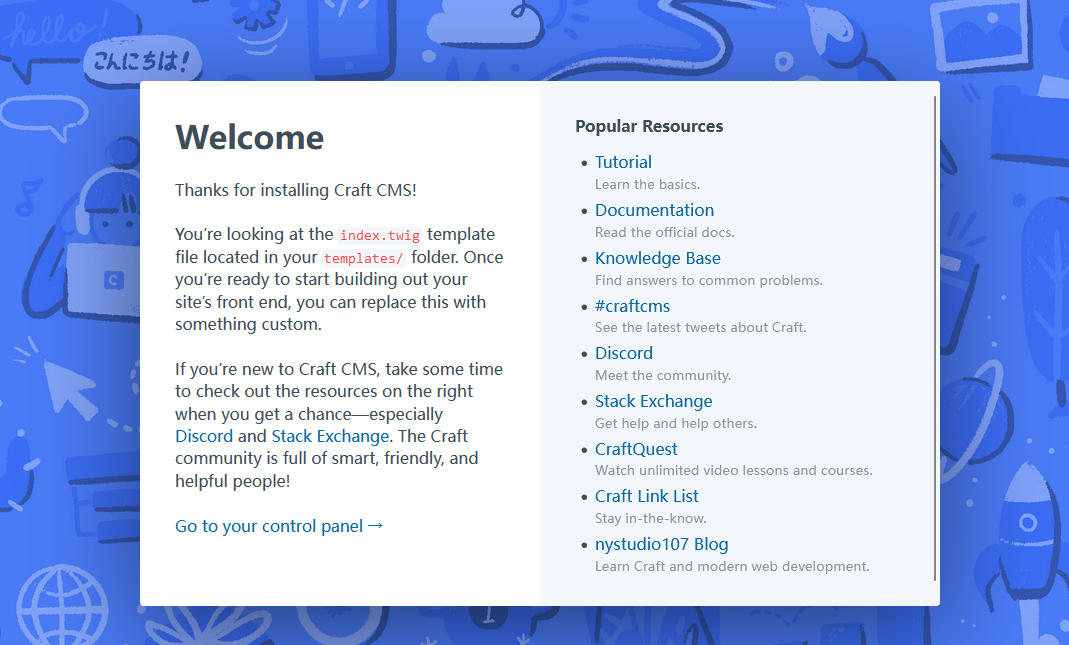 hello!
こんにちは!
Welcome
Thanks for installing Craft CMS!
You’re looking at the index.twig template
file located in your templates/ folder. Once
you’re ready to start building out your
site’s front end, you can replace this with
something custom.
If you’re new to Craft CMS, take some time
to check out the resources on the right
when you get a chance—especially
Discord and Stack Exchange. The Craft
community is full of smart, friendly, and
helpful people!
Go to your control panel →
Popular Resources
Tutorial
Learn the basics.
Documentation
Read the official docs.
Knowledge Base
Find answers to common problems.
#craftcms
See the latest tweets about Craft.
Discord
Meet the community.
Stack Exchange
Get help and help others.
CraftQuest
Watch unlimited video lessons and courses.
Craft Link List
Stay in-the-know.
nystudio107 Blog
Learn Craft and modern web development.
C
1